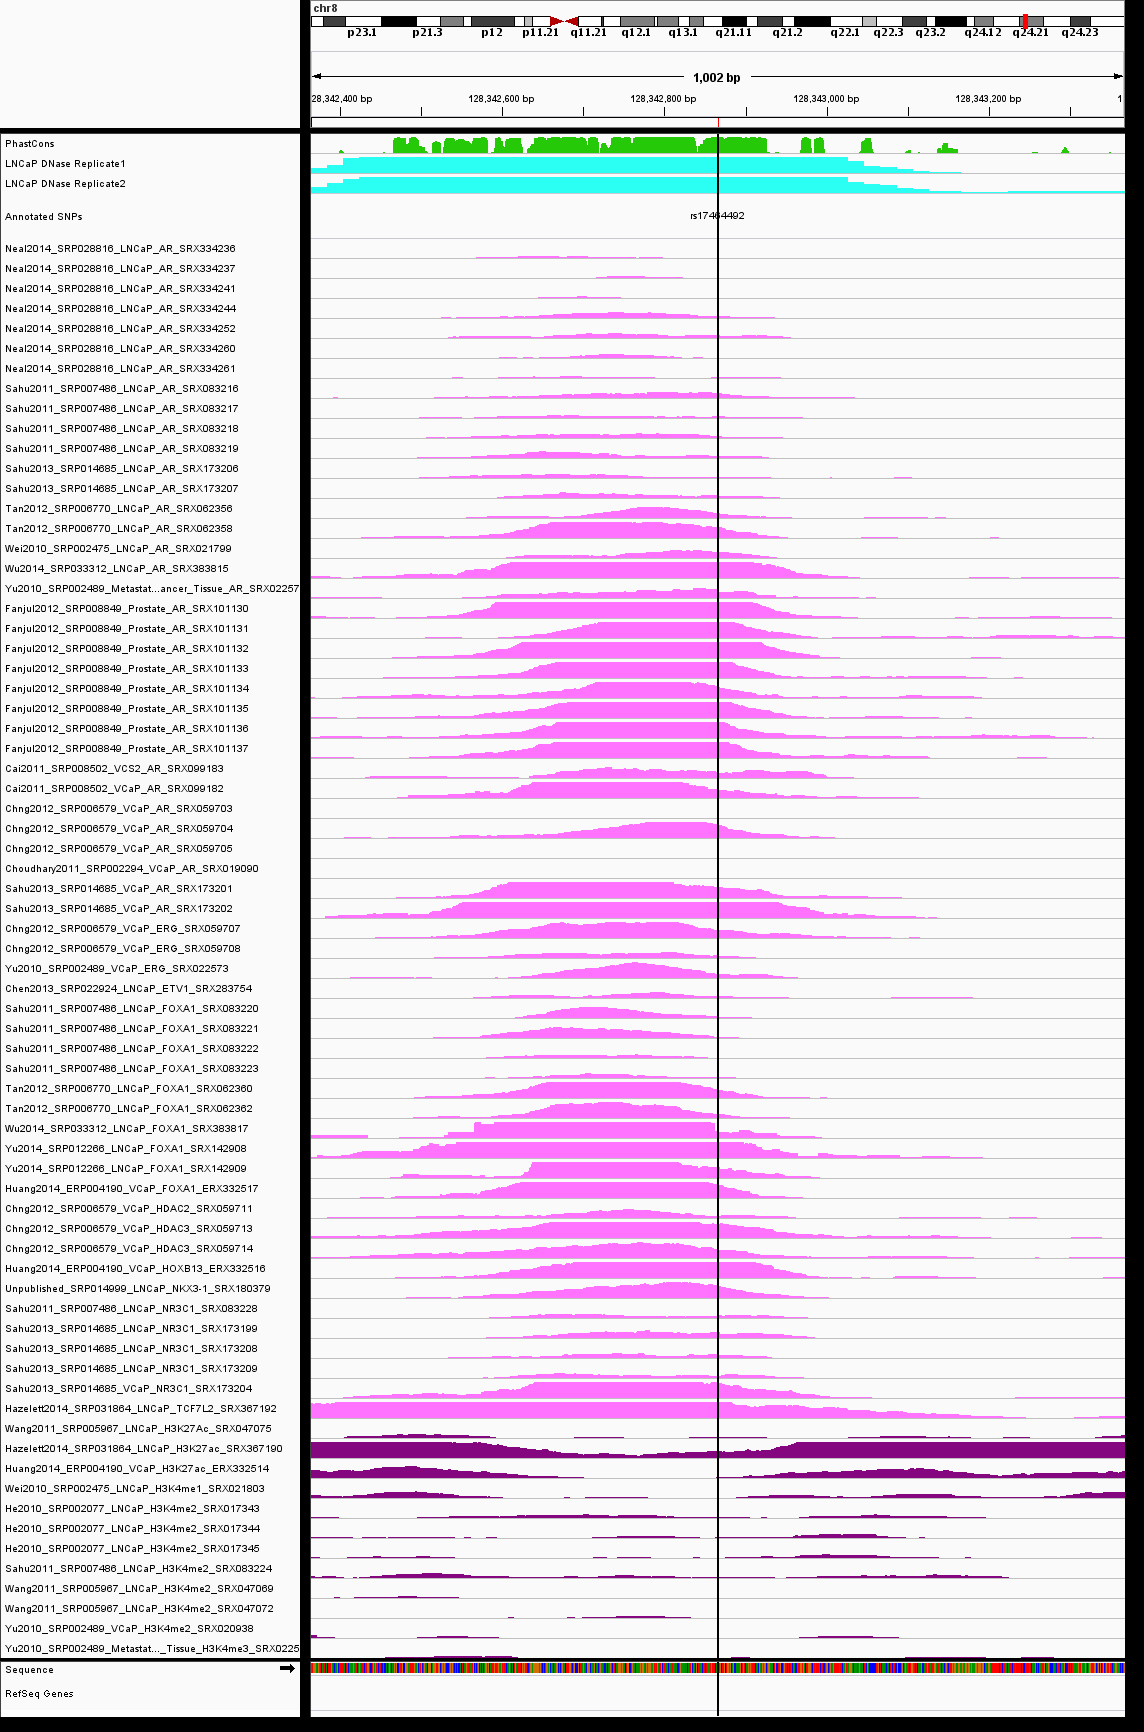 chr8
p23.1 p21.3 p12 p11.21 q11.21 q12.1 q13.1 q21.11 q21.2 q22.1 q22.3 q23.2 q24.12 q24.21 q24.23
1,002 bp
28,342,400 bp 128,342,600 bp 128,342,800 bp 128,343,000 bp 128,343,200 bp 1
PhastCons
LNCaP DNase Replicate1
LNCaP DNase Replicate2
Annotated SNPs rs17464492
Neal2014_SRP028816_LNCaP_AR_SRX334236
Neal2014_SRP028816_LNCaP_AR_SRX334237
Neal2014_SRP028816_LNCaP_AR_SRX334241
Neal2014_SRP028816_LNCaP_AR_SRX334244
Neal2014_SRP028816_LNCaP_AR_SRX334252
Neal2014_SRP028816_LNCaP_AR_SRX334260
Neal2014_SRP028816_LNCaP_AR_SRX334261
Sahu2011_SRP007486_LNCaP_AR_SRX083216
Sahu2011_SRP007486_LNCaP_AR_SRX083217
Sahu2011_SRP007486_LNCaP_AR_SRX083218
Sahu2011_SRP007486_LNCaP_AR_SRX083219
Sahu2013_SRP014685_LNCaP_AR_SRX173206
Sahu2013_SRP014685_LNCaP_AR_SRX173207
Tan2012_SRP006770_LNCaP_AR_SRX062356
Tan2012_SRP006770_LNCaP_AR_SRX062358
Wei2010_SRP002475_LNCaP_AR_SRX021799
Wu2014_SRP033312_LNCaP_AR_SRX383815
Yu2010_SRP002489_Metastat...ancer_Tissue_AR_SRX02257
Fanjul2012_SRP008849_Prostate_AR_SRX101130
Fanjul2012_SRP008849_Prostate_AR_SRX101131
Fanjul2012_SRP008849_Prostate_AR_SRX101132
Fanjul2012_SRP008849_Prostate_AR_SRX101133
Fanjul2012_SRP008849_Prostate_AR_SRX101134
Fanjul2012_SRP008849_Prostate_AR_SRX101135
Fanjul2012_SRP008849_Prostate_AR_SRX101136
Fanjul2012_SRP008849_Prostate_AR_SRX101137
Cai2011_SRP008502_VCS2_AR_SRX099183
Cai2011_SRP008502_VCaP_AR_SRX099182
Chng2012_SRP006579_VCaP_AR_SRX059703
Chng2012_SRP006579_VCaP_AR_SRX059704
Chng2012_SRP006579_VCaP_AR_SRX059705
Choudhary2011_SRP002294_VCaP_AR_SRX019090
Sahu2013_SRP014685_VCaP_AR_SRX173201
Sahu2013_SRP014685_VCaP_AR_SRX173202
Chng2012_SRP006579_VCaP_ERG_SRX059707
Chng2012_SRP006579_VCaP_ERG_SRX059708
Yu2010_SRP002489_VCaP_ERG_SRX022573
Chen2013_SRP022924_LNCaP_ETV1_SRX283754
Sahu2011_SRP007486_LNCaP_FOXA1_SRX083220
Sahu2011_SRP007486_LNCaP_FOXA1_SRX083221
Sahu2011_SRP007486_LNCaP_FOXA1_SRX083222
Sahu2011_SRP007486_LNCaP_FOXA1_SRX083223
Tan2012_SRP006770_LNCaP_FOXA1_SRX062360
Tan2012_SRP006770_LNCaP_FOXA1_SRX062362
Wu2014_SRP033312_LNCaP_FOXA1_SRX383817
Yu2014_SRP012266_LNCaP_FOXA1_SRX142908
Yu2014_SRP012266_LNCaP_FOXA1_SRX142909
Huang2014_ERP004190_VCaP_FOXA1_ERX332517
Chng2012_SRP006579_VCaP_HDAC2_SRX059711
Chng2012_SRP006579_VCaP_HDAC3_SRX059713
Chng2012_SRP006579_VCaP_HDAC3_SRX059714
Huang2014_ERP004190_VCaP_HOXB13_ERX332516
Unpublished_SRP014999_LNCaP_NKX3-1_SRX180379
Sahu2011_SRP007486_LNCaP_NR3C1_SRX083228
Sahu2013_SRP014685_LNCaP_NR3C1_SRX173199
Sahu2013_SRP014685_LNCaP_NR3C1_SRX173208
Sahu2013_SRP014685_LNCaP_NR3C1_SRX173209
Sahu2013_SRP014685_VCaP_NR3C1_SRX173204
Hazelett2014_SRP031864_LNCaP_TCF7L2_SRX367192
Wang2011_SRP005967_LNCaP_H3K27Ac_SRX047075
Hazelett2014_SRP031864_LNCaP_H3K27ac_SRX367190
Huang2014_ERP004190_VCaP_H3K27ac_ERX332514
Wei2010_SRP002475_LNCaP_H3K4me1_SRX021803
He2010_SRP002077_LNCaP_H3K4me2_SRX017343
He2010_SRP002077_LNCaP_H3K4me2_SRX017344
He2010_SRP002077_LNCaP_H3K4me2_SRX017345
Sahu2011_SRP007486_LNCaP_H3K4me2_SRX083224
Wang2011_SRP005967_LNCaP_H3K4me2_SRX047069
Wang2011_SRP005967_LNCaP_H3K4me2_SRX047072
Yu2010_SRP002489_VCaP_H3K4me2_SRX020938
Yu2010_SRP002489_Metastat..._Tissue_H3K4me3_SRX0225
Sequence
RefSeq Genes